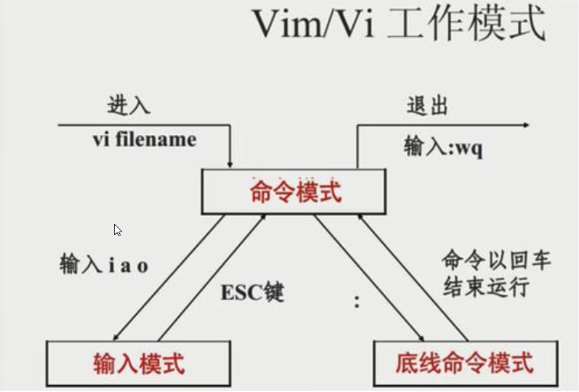 Vim/Vi 工作模式
进入
vi filename
退出
输入:wq
命令模式
输入 i a o
ESC键
:
命令以回车
结束运行
输入模式
底线命令模式